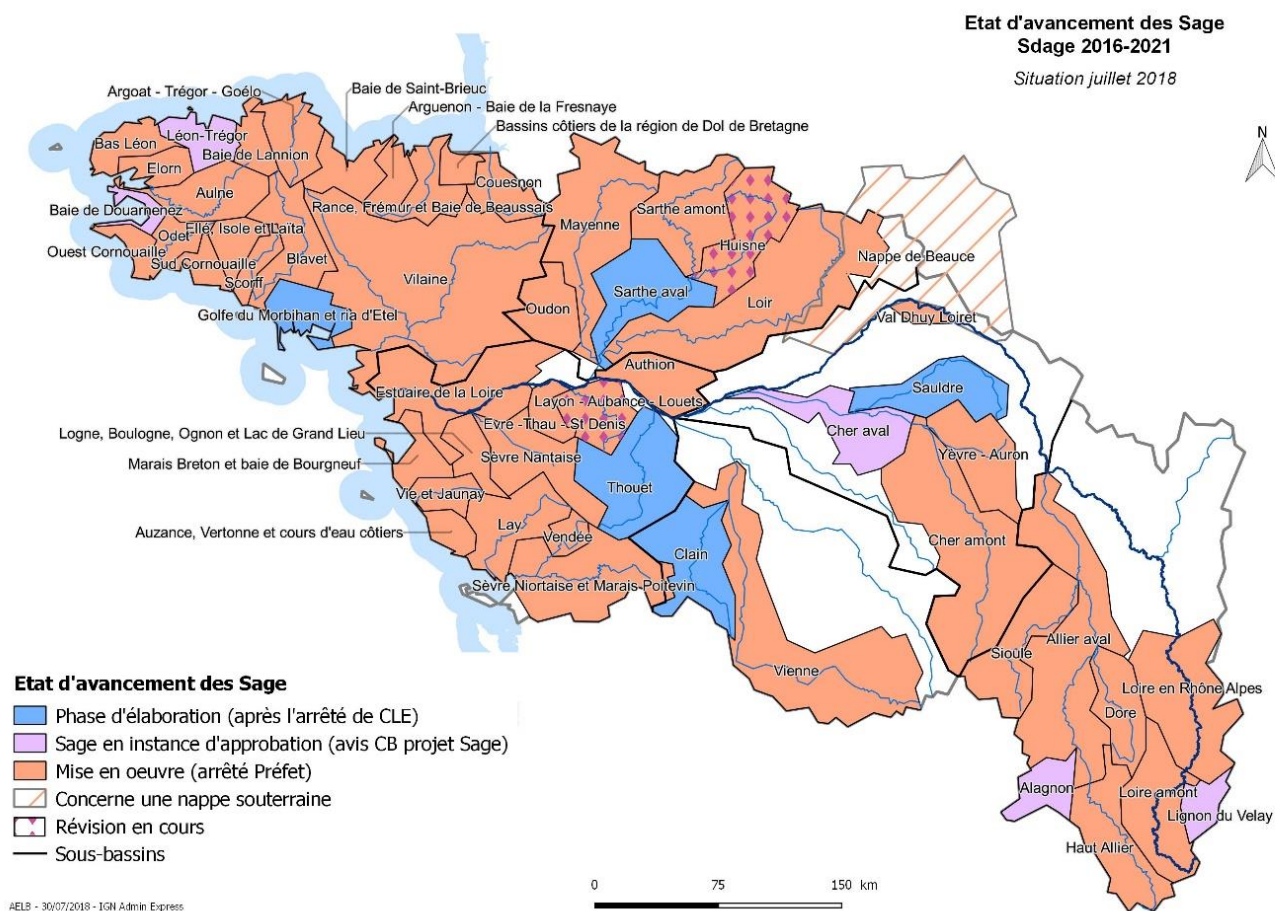 Etat d'avancement des Sage
Sdage 2016-2021
Situation juillet 2018
N
Argoat - Trégor - Goélo
Baie de Saint-Brieuc
Arguenon - Baie de la Fresnaye
Bassins côtiers de la région de Dol de Bretagne
Léon-Trégor
Bas Léon
Baie de Lannion
Elorn
Couesnon
Aulne
Rance, Frémur et Baie de Beaussais
Baie de Douarnenez
Mayenne
Sarthe amont
Huisne
Odet
Ellé, Isole et Laïta
Ouest Cornouaille
Sud Cornouaille
Blavet
Scorff
Vilaine
Nappe de Beauce
Sarthe aval
Oudon
Loir
Golfe du Morbihan et ria d'Etel
Val Dhuy Loiret
Authion
Estuaire de la Loire
Sauldre
Layon - Aubance - Louets
Evre - Thau - St Denis
Cher aval
Logne, Boulogne, Ognon et Lac de Grand Lieu
Sèvre Nantaise
Yèvre - Auron
Marais Breton et baie de Bourgneuf
Thouet
Vie et Jaunay
Auzance, Vertonne et cours d'eau côtiers
Lay
Vendée
Clain
Cher amont
Sèvre Niortaise et Marais Poitevin
Vienne
Sioule
Allier aval
Loire en Rhône Alpes
Dore
Alagnon
Loire amont
Lignon du Velay
Haut Allier
Etat d'avancement des Sage
Phase d'élaboration (après l'arrêté de CLE)
Sage en instance d'approbation (avis CB projet Sage)
Mise en oeuvre (arrêté Préfet)
Concerne une nappe souterraine
Révision en cours
Sous-bassins
0 75 150 km
AELB - 30/07/2018 - IGN Admin Express